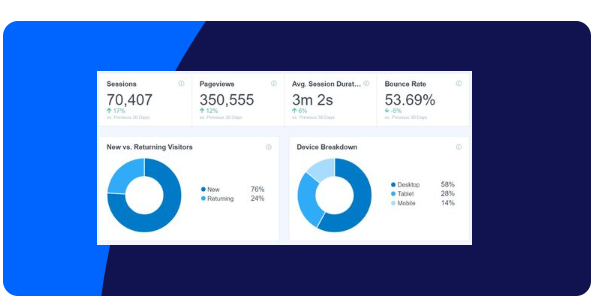 Sessions
Pageviews
Avg. Session Durat...
Bounce Rate
70,407
350,555
3m 2s
53.69%
17%
12%
6%
-5%
vs. Previous 30 Days
vs. Previous 30 Days
vs. Previous 30 Days
vs. Previous 30 Days
New vs. Returning Visitors
New 76%
Returning 24%
Device Breakdown
Desktop 58%
Tablet 28%
Mobile 14%